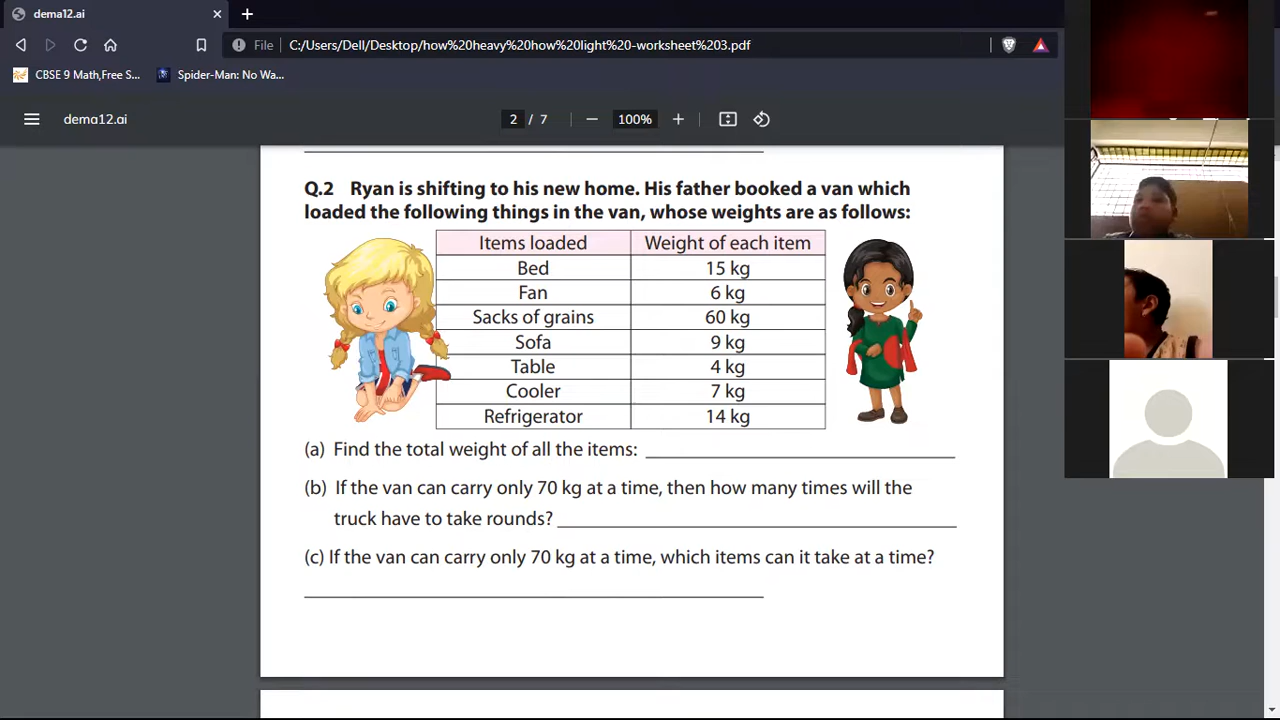 dema12.ai
File C:/Users/Dell/Desktop/how%20heavy%20how%20light%20-worksheet%203.pdf
CBSE 9 Math,Free S... Spider-Man: No Wa...
dema12.ai 2 / 7 100%
Q.2 Ryan is shifting to his new home. His father booked a van which
loaded the following things in the van, whose weights are as follows:
Items loaded Weight of each item
Bed 15 kg
Fan 6 kg
Sacks of grains 60 kg
Sofa 9 kg
Table 4 kg
Cooler 7 kg
Refrigerator 14 kg
(a) Find the total weight of all the items:
(b) If the van can carry only 70 kg at a time, then how many times will the
truck have to take rounds?
(c) If the van can carry only 70 kg at a time, which items can it take at a time?